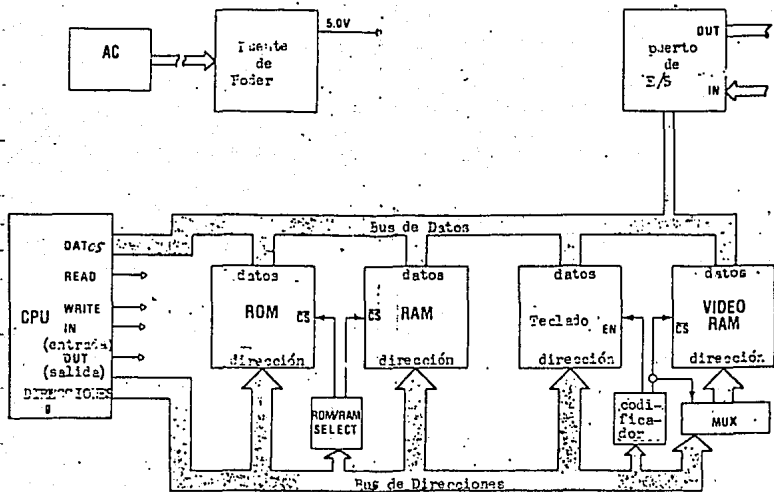 AC
Fuente
de
Poder
5.0V
puerto
de
E/S
OUT
IN
Bus de Datos
CPU
DATOS
READ
WRITE
IN
(entrada)
OUT
(salida)
DIRECCIONES
datos
ROM
CS
dirección
datos
CS
RAM
dirección
datos
Teclado
EN
dirección
datos
VIDEO
RAM
CS
dirección
ROM/RAM
SELECT
codi-
fica-
dor
MUX
Bus de Direcciones